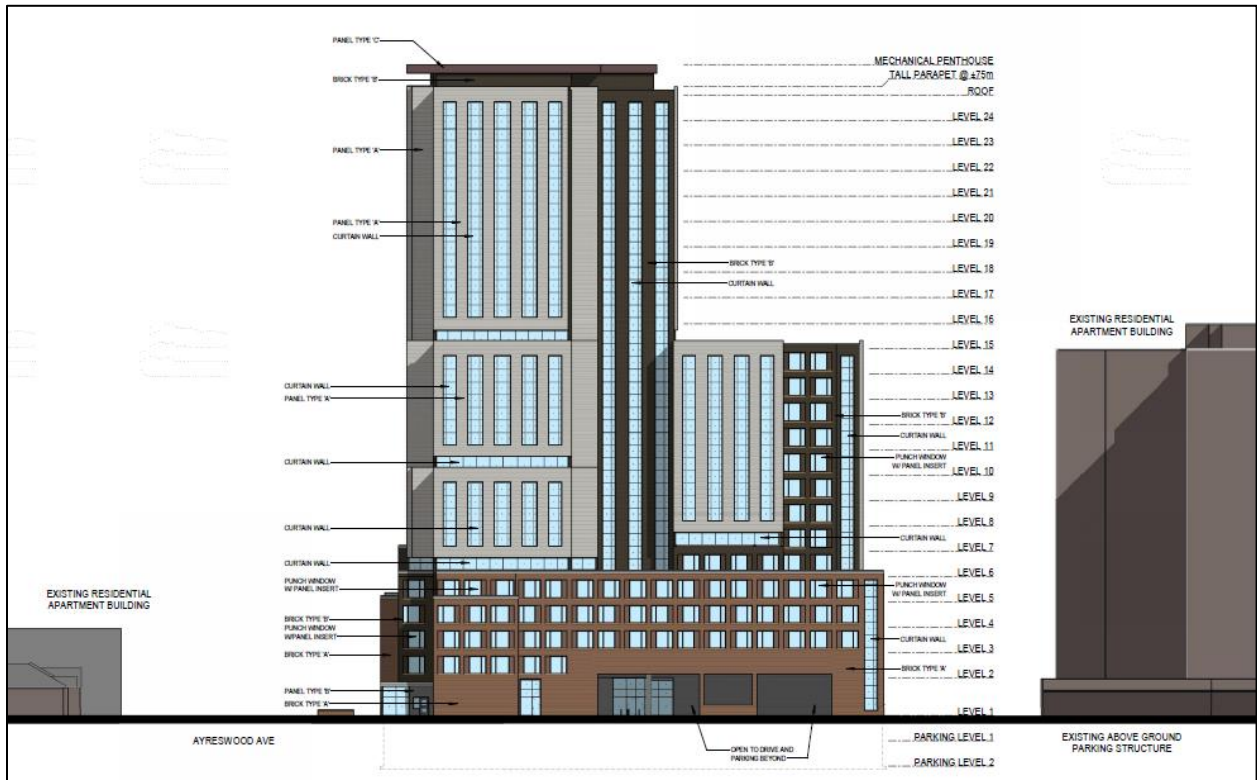 PANEL TYPE 'C'
BRICK TYPE 'B'
PANEL TYPE 'A'
PANEL TYPE 'A'
CURTAIN WALL
CURTAIN WALL
PANEL TYPE 'A'
CURTAIN WALL
CURTAIN WALL
CURTAIN WALL
PUNCH WINDOW
W/ PANEL INSERT
BRICK TYPE 'B'
PUNCH WINDOW
W/PANEL INSERT
BRICK TYPE 'A'
PANEL TYPE 'B'
BRICK TYPE 'A'
EXISTING RESIDENTIAL
APARTMENT BUILDING
AYRESWOOD AVE
BRICK TYPE 'B'
CURTAIN WALL
MECHANICAL PENTHOUSE
TALL PARAPET @ 475m
ROOF
LEVEL 24
LEVEL 23
LEVEL 22
LEVEL 21
LEVEL 20
LEVEL 19
LEVEL 18
LEVEL 17
LEVEL 16
LEVEL 15
LEVEL 14
LEVEL 13
BRICK TYPE 'B'
LEVEL 12
CURTAIN WALL
LEVEL 11
PUNCH WINDOW
W/ PANEL INSERT
LEVEL 10
LEVEL 9
LEVEL 8
CURTAIN WALL
LEVEL 7
LEVEL 6
PUNCH WINDOW
W/ PANEL INSERT
LEVEL 5
LEVEL 4
CURTAIN WALL
LEVEL 3
BRICK TYPE 'A'
LEVEL 2
LEVEL 1
PARKING LEVEL 1
PARKING LEVEL 2
OPEN TO DRIVE AND
PARKING BEYOND
EXISTING RESIDENTIAL
APARTMENT BUILDING
EXISTING ABOVE GROUND
PARKING STRUCTURE